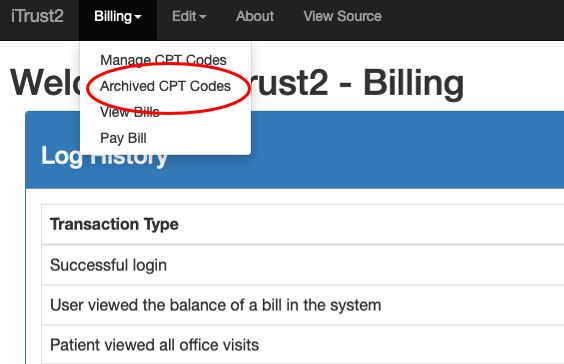 iTrust2 Billing Edit About View Source
Manage CPT Codes
Archived CPT Codes
View Bills
Pay Bill
rust2 - Billing
Log History
Transaction Type
Successful login
User viewed the balance of a bill in the system
Patient viewed all office visits